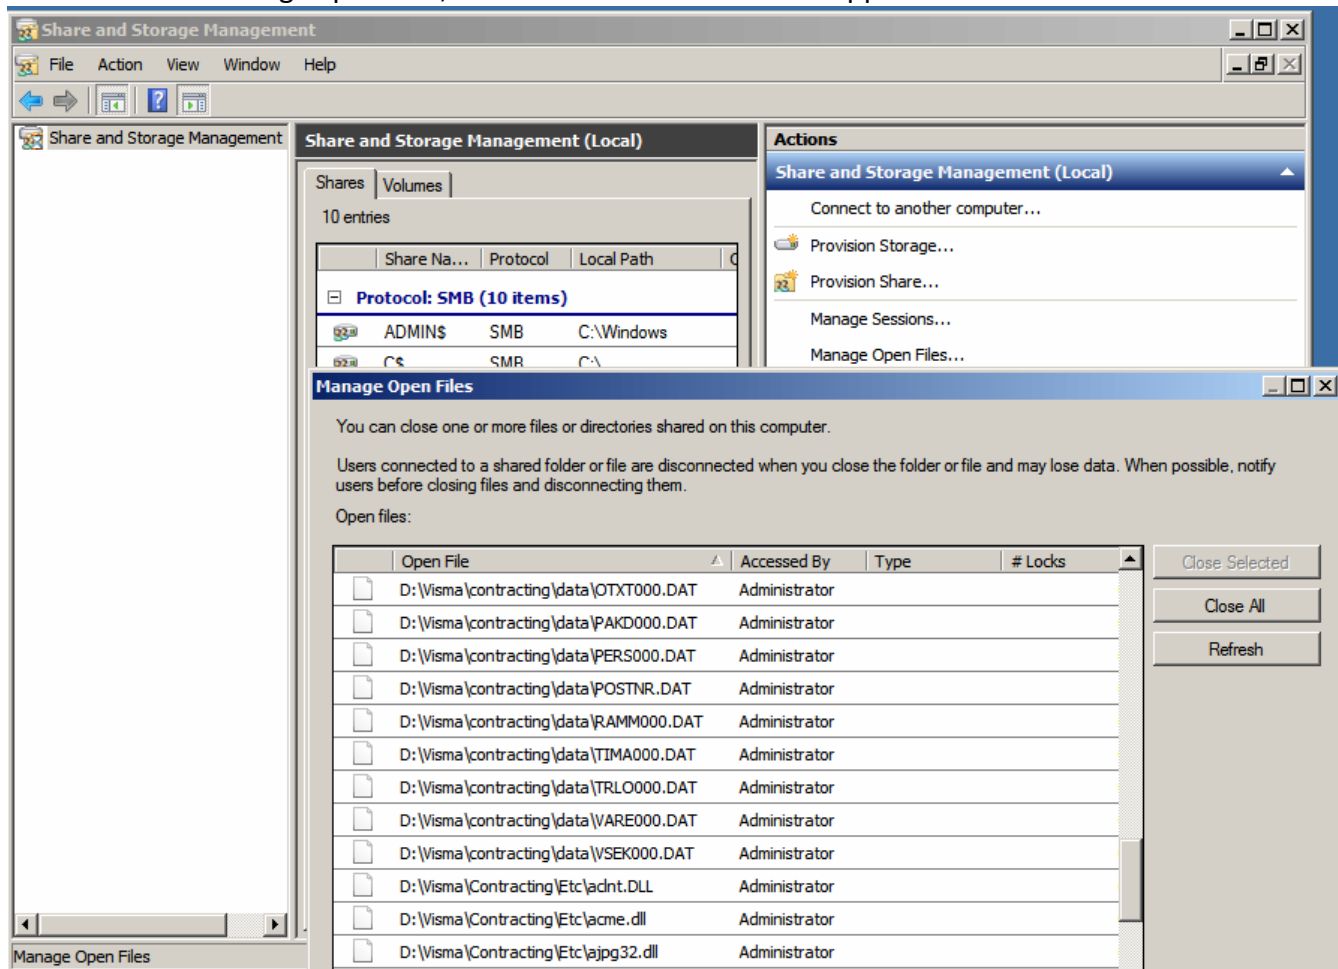 Share and Storage Management
File Action View Window Help
Share and Storage Management
Share and Storage Management (Local)
Shares Volumes
10 entries
Share Na... Protocol Local Path
Protocol: SMB (10 items)
ADMIN$ SMB C:\Windows
C$ SMB C:\
Actions
Share and Storage Management (Local)
Connect to another computer...
Provision Storage...
Provision Share...
Manage Sessions...
Manage Open Files...
Manage Open Files
You can close one or more files or directories shared on this computer.
Users connected to a shared folder or file are disconnected when you close the folder or file and may lose data. When possible, notify
users before closing files and disconnecting them.
Open files:
Open File Accessed By Type # Locks
D:\Visma\contracting\data\OTXT000.DAT Administrator
D:\Visma\contracting\data\PAKD000.DAT Administrator
D:\Visma\contracting\data\PERS000.DAT Administrator
D:\Visma\contracting\data\POSTNR.DAT Administrator
D:\Visma\contracting\data\RAMM000.DAT Administrator
D:\Visma\contracting\data\TIMA000.DAT Administrator
D:\Visma\contracting\data\TRLO000.DAT Administrator
D:\Visma\contracting\data\VARE000.DAT Administrator
D:\Visma\contracting\data\VSEK000.DAT Administrator
D:\Visma\Contracting\Etc\aclnt.DLL Administrator
D:\Visma\Contracting\Etc\acme.dll Administrator
D:\Visma\Contracting\Etc\ajpg32.dll Administrator
Close Selected
Close All
Refresh
Manage Open Files